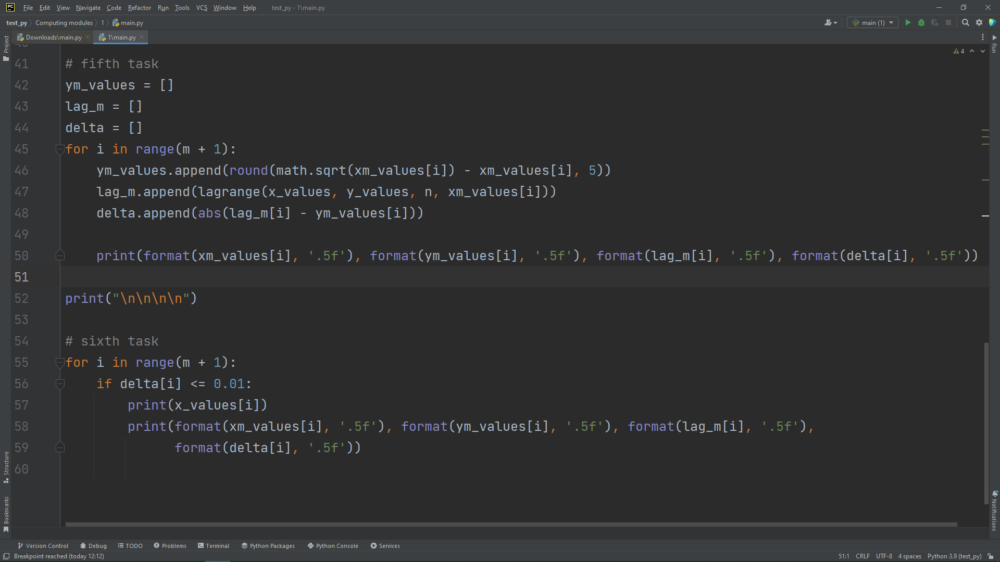 PC File Edit View Navigate Code Refactor Run Tools VCS Window Help test_py - 1\main.py
test_py Computing modules 1 main.py main (1)
Project Downloads\main.py 1\main.py Run
4
41 # fifth task
42 ym_values = []
43 lag_m = []
44 delta = []
45 for i in range(m + 1):
46 ym_values.append(round(math.sqrt(xm_values[i]) - xm_values[i], 5))
47 lag_m.append(lagrange(x_values, y_values, n, xm_values[i]))
48 delta.append(abs(lag_m[i] - ym_values[i]))
49
50 print(format(xm_values[i], '.5f'), format(ym_values[i], '.5f'), format(lag_m[i], '.5f'), format(delta[i], '.5f'))
51
52 print("\n\n\n\n")
53
54 # sixth task
55 for i in range(m + 1):
56 if delta[i] <= 0.01:
57 print(x_values[i])
58 print(format(xm_values[i], '.5f'), format(ym_values[i], '.5f'), format(lag_m[i], '.5f'),
59 format(delta[i], '.5f'))
60
Structure
Bookmarks
Notifications
Version Control Debug TODO Problems Terminal Python Packages Python Console Services
Breakpoint reached (today 12:12) 51:1 CRLF UTF-8 4 spaces Python 3.9 (test_py)